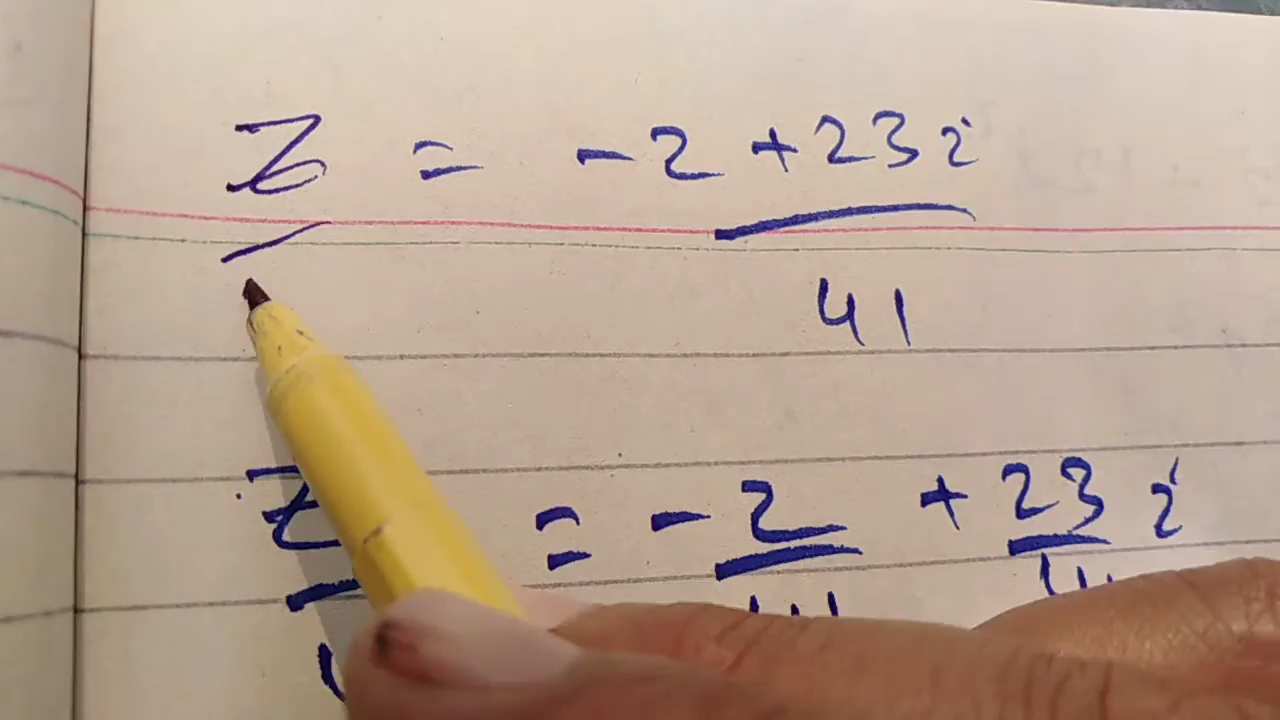 Z = -2 + 23i
41
Z = -2 + 23 i
41 41